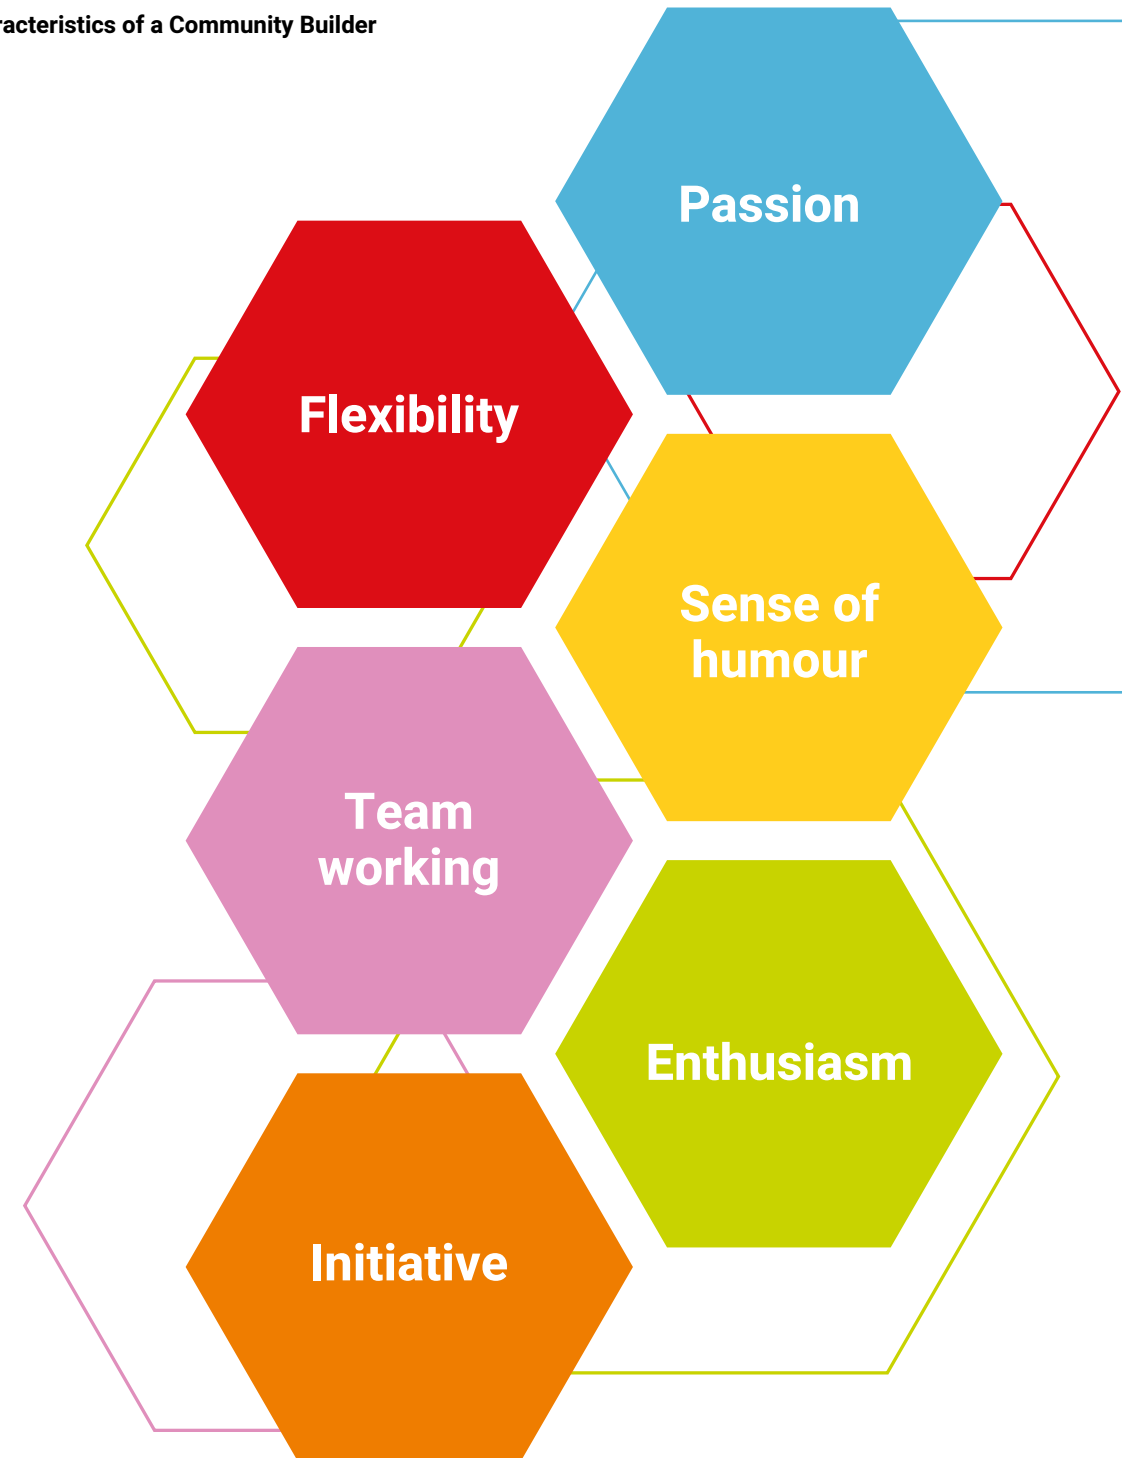 racteristics of a Community Builder
Passion
Flexibility
Sense of
humour
Team
working
Enthusiasm
Initiative